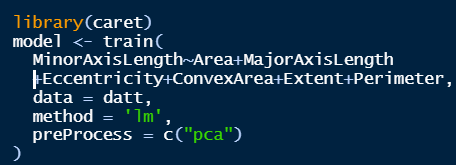 library(caret)
model <- train(
MinorAxisLength~Area+MajorAxisLength
+Eccentricity+ConvexArea+Extent+Perimeter,
data = datt,
method = 'lm',
preProcess = c("pca")
)